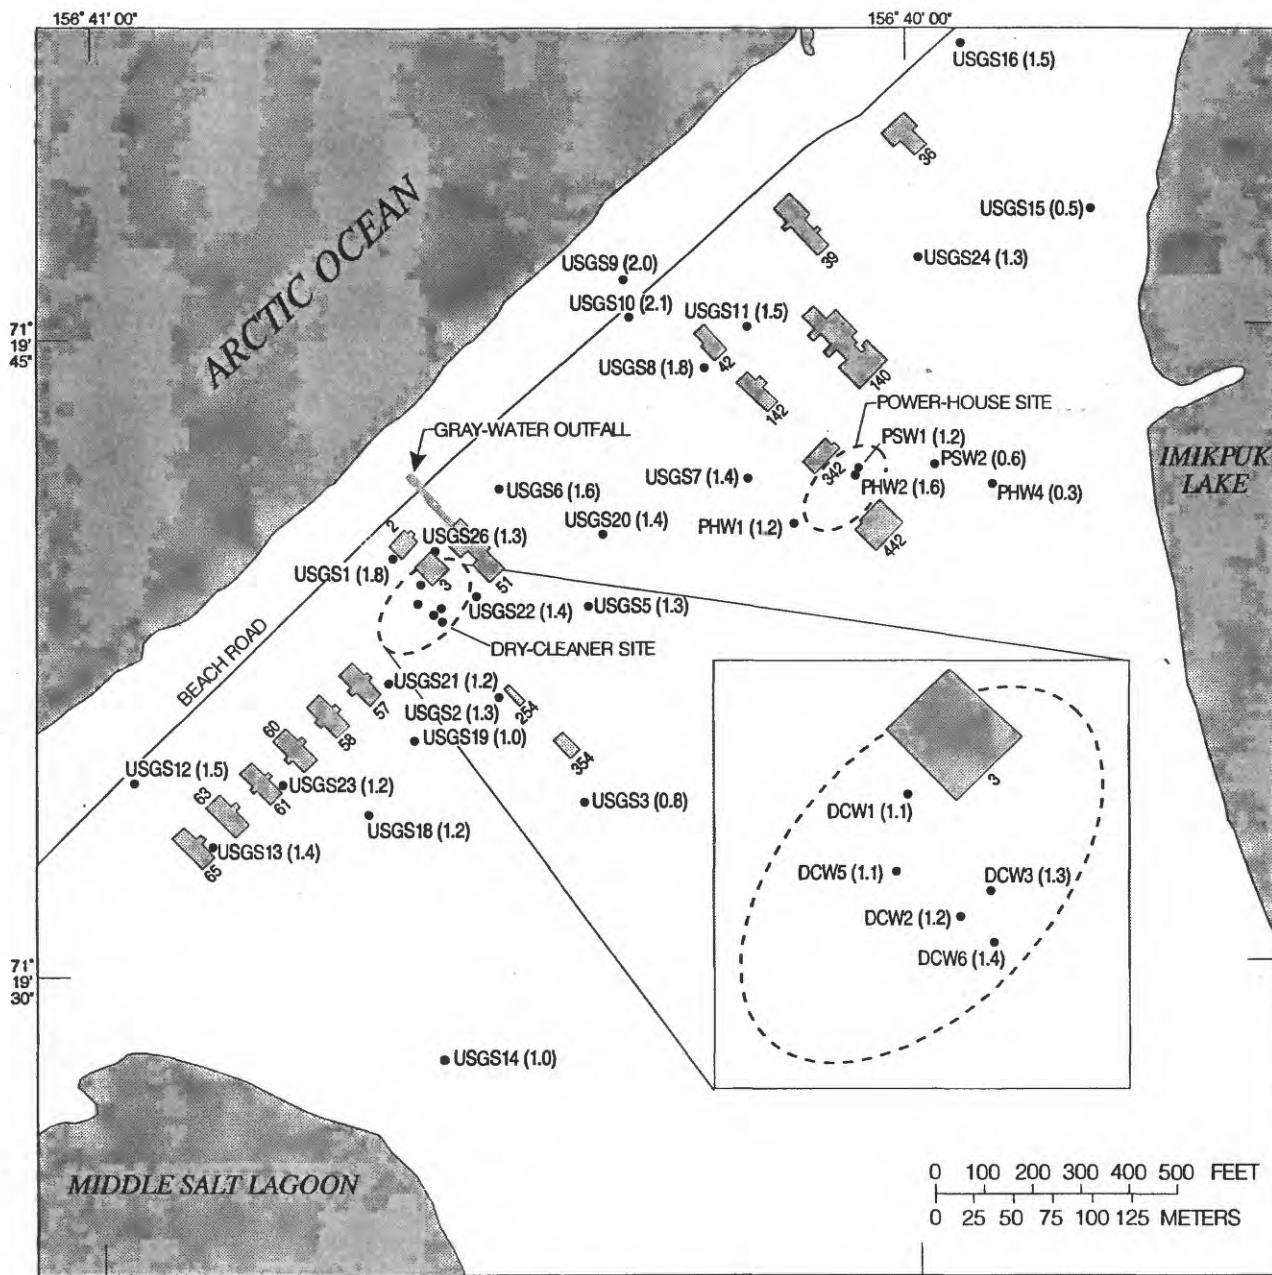 156° 41' 00"
156° 40' 00"
USGS16 (1.5)
36
USGS15 (0.5)
ARCTIC OCEAN
USGS24 (1.3)
USGS9 (2.0)
USGS10 (2.1)
USGS11 (1.5)
71°
19'
45"
42
USGS8 (1.8)
140
142
POWER-HOUSE SITE
GRAY-WATER OUTFALL
PSW1 (1.2)
PSW2 (0.6)
IMIKPUK
LAKE
342
USGS7 (1.4)
PHW2 (1.6)
PHW4 (0.3)
USGS6 (1.6)
USGS20 (1.4)
PHW1 (1.2)
2
USGS26 (1.3)
442
USGS1 (1.8)
3
51
USGS22 (1.4)
USGS5 (1.3)
BEACH ROAD
DRY-CLEANER SITE
USGS21 (1.2)
57
USGS2 (1.3)
254
58
USGS19 (1.0)
60
354
USGS12 (1.5)
USGS23 (1.2)
61
63
USGS3 (0.8)
USGS18 (1.2)
USGS13 (1.4)
65
3
DCW1 (1.1)
DCW5 (1.1)
DCW3 (1.3)
DCW2 (1.2)
DCW6 (1.4)
71°
19'
30"
USGS14 (1.0)
MIDDLE SALT LAGOON
0 100 200 300 400 500 FEET
0 25 50 75 100 125 METERS